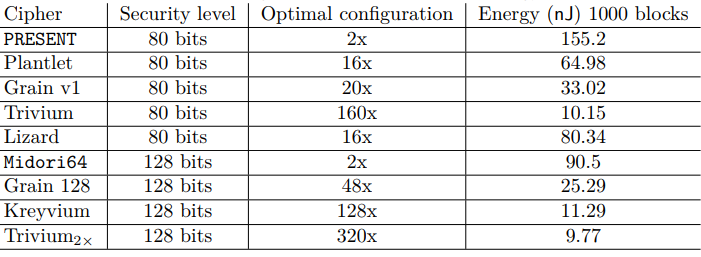 Cipher Security level Optimal configuration Energy (nJ) 1000 blocks
PRESENT 80 bits 2x 155.2
Plantlet 80 bits 16x 64.98
Grain v1 80 bits 20x 33.02
Trivium 80 bits 160x 10.15
Lizard 80 bits 16x 80.34
Midori64 128 bits 2x 90.5
Grain 128 128 bits 48x 25.29
Kreyvium 128 bits 128x 11.29
Trivium₂ₓ 128 bits 320x 9.77